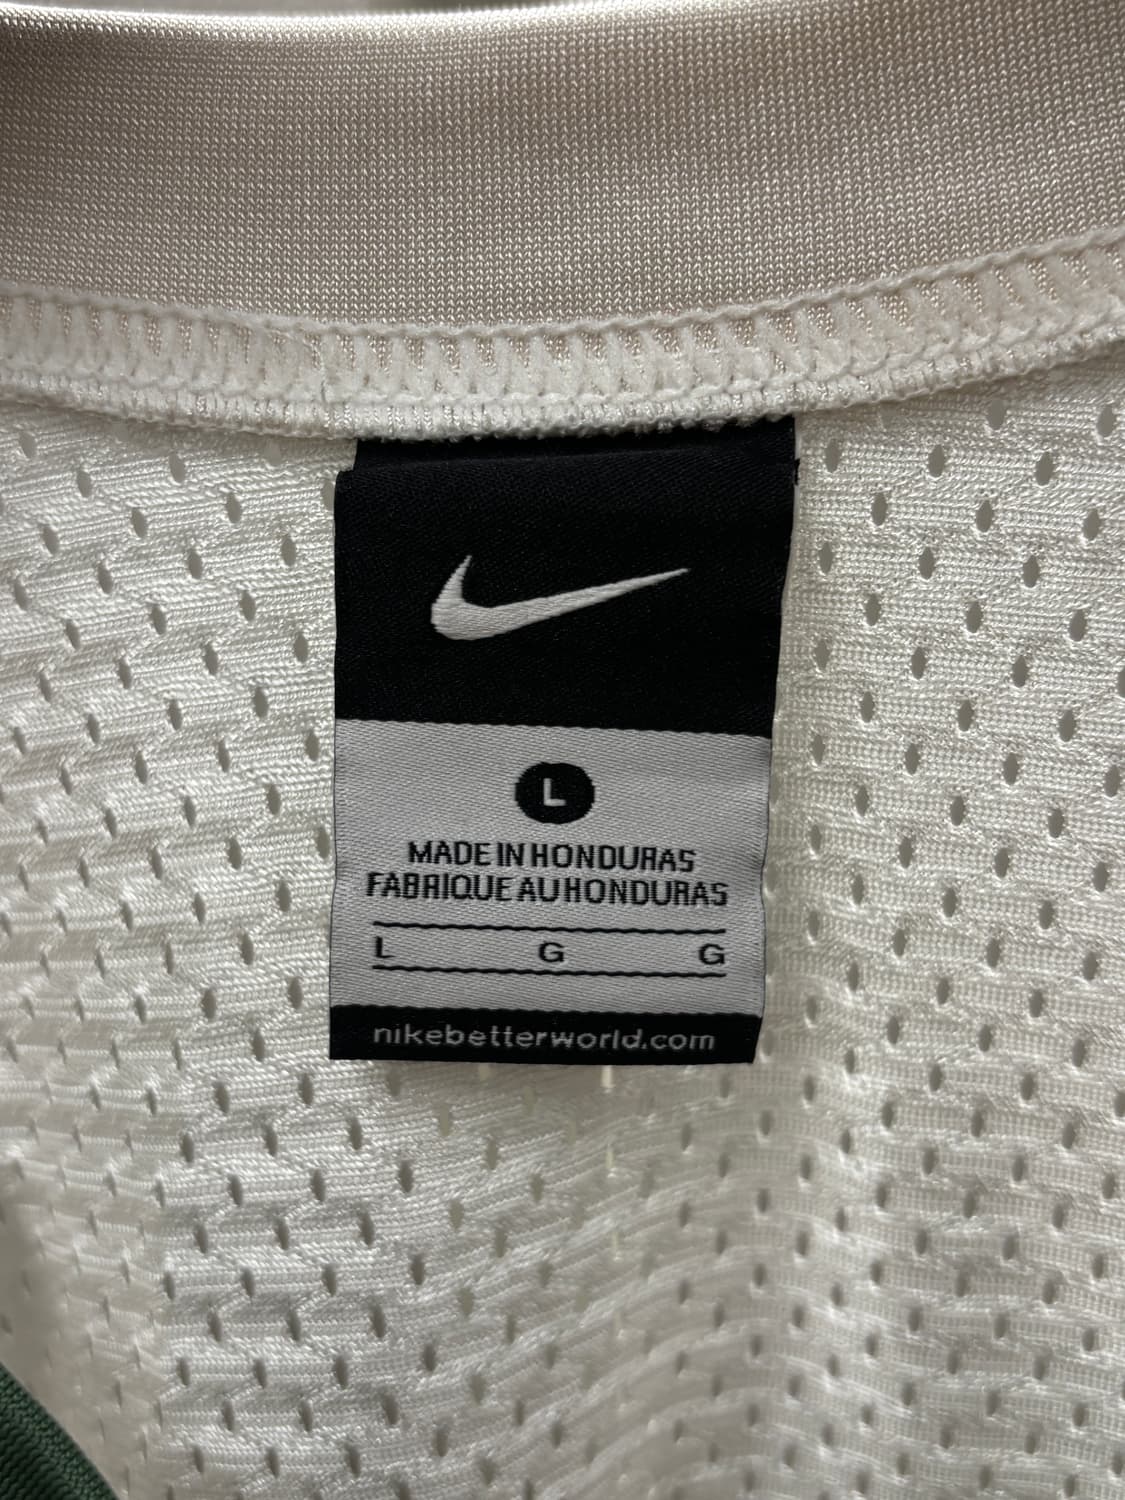 L
MADE IN HONDURAS
FABRIQUE AU HONDURAS
L G G
nikebetterworld.com